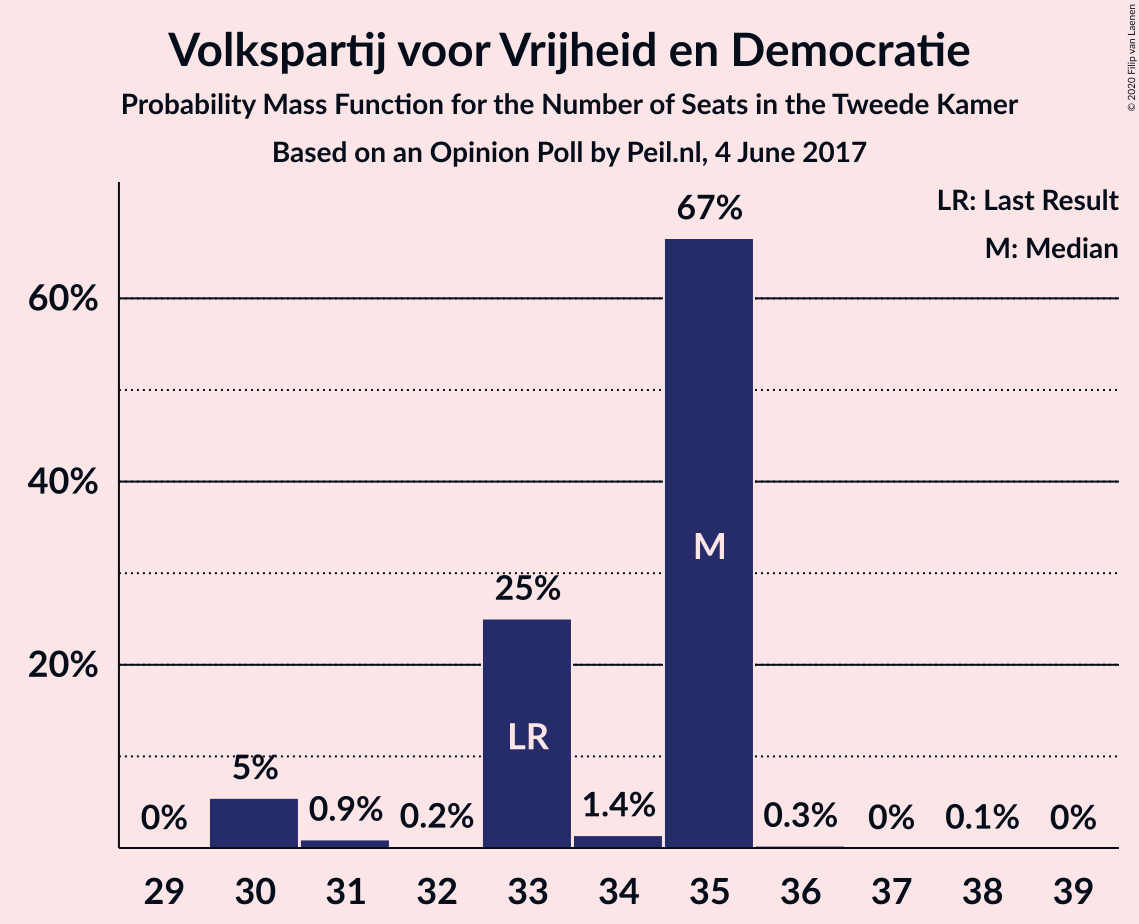 Volkspartij voor Vrijheid en Democratie
Probability Mass Function for the Number of Seats in the Tweede Kamer
Based on an Opinion Poll by Peil.nl, 4 June 2017
© 2020 Filip van Laenen
LR: Last Result
M: Median
60%
40%
20%
0%
5%
0.9%
0.2%
25%
1.4%
67%
0.3%
0%
0.1%
0%
LR
M
29 30 31 32 33 34 35 36 37 38 39